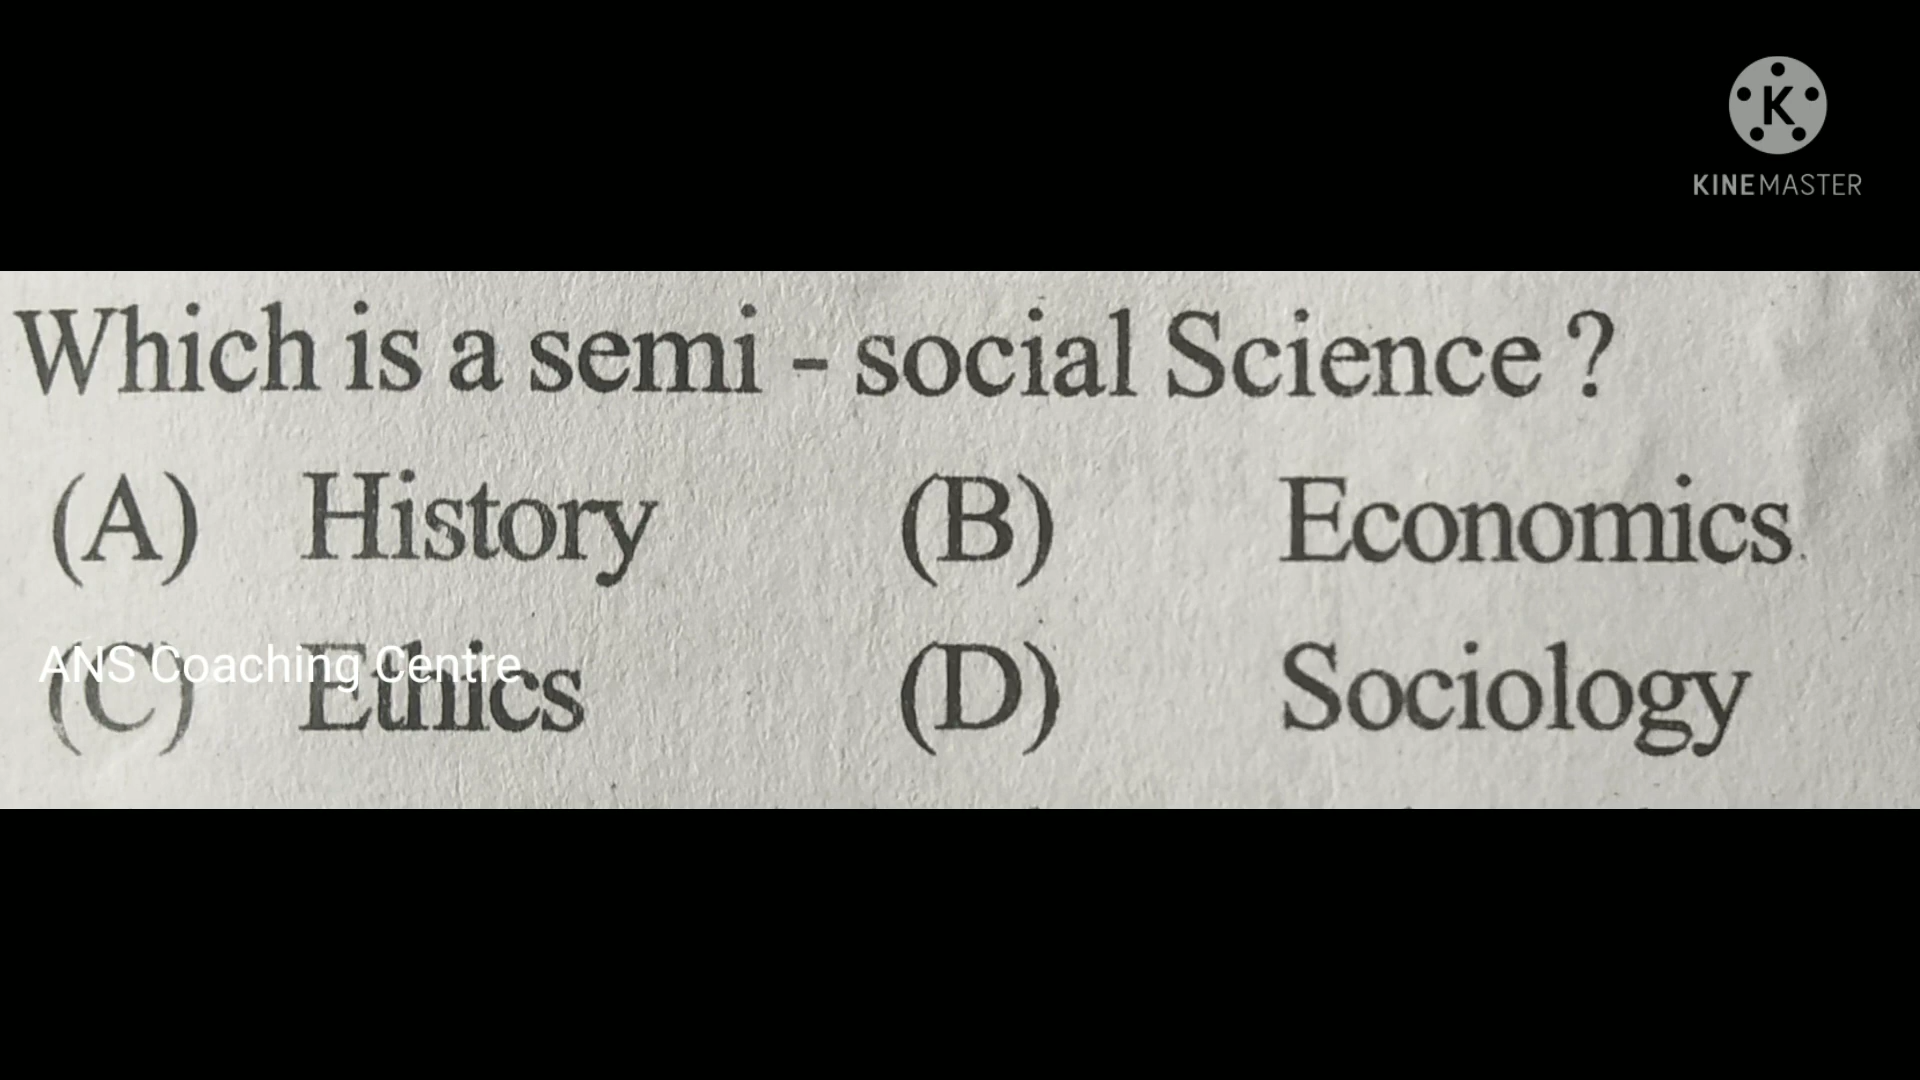 K
KINEMASTER
Which is a semi - social Science ?
(A) History (B) Economics
(C) Ethics (D) Sociology
ANS Coaching Centre